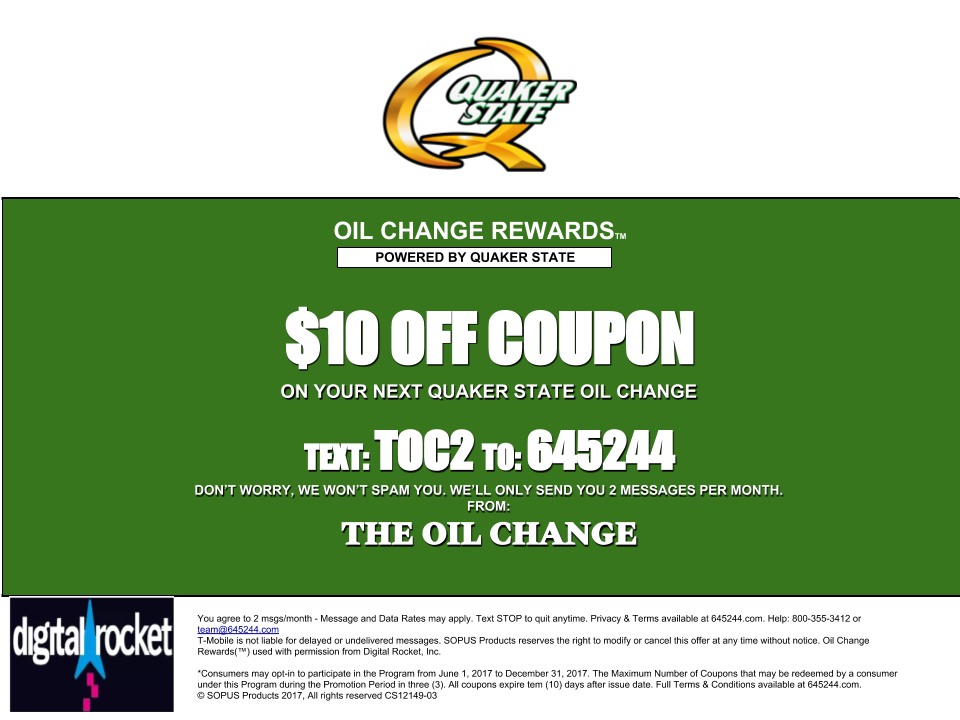 QUAKER
STATE
OIL CHANGE REWARDS™
POWERED BY QUAKER STATE
$10 OFF COUPON
ON YOUR NEXT QUAKER STATE OIL CHANGE
TEXT: TOC2 TO: 645244
DON'T WORRY, WE WON'T SPAM YOU. WE'LL ONLY SEND YOU 2 MESSAGES PER MONTH.
FROM:
THE OIL CHANGE
digital rocket
You agree to 2 msgs/month - Message and Data Rates may apply. Text STOP to quit anytime. Privacy & Terms available at 645244.com. Help: 800-355-3412 or
team@645244.com
T-Mobile is not liable for delayed or undelivered messages. SOPUS Products reserves the right to modify or cancel this offer at any time without notice. Oil Change
Rewards(™) used with permission from Digital Rocket, Inc.
*Consumers may opt-in to participate in the Program from June 1, 2017 to December 31, 2017. The Maximum Number of Coupons that may be redeemed by a consumer
under this Program during the Promotion Period in three (3). All coupons expire tem (10) days after issue date. Full Terms & Conditions available at 645244.com.
© SOPUS Products 2017, All rights reserved CS12149-03